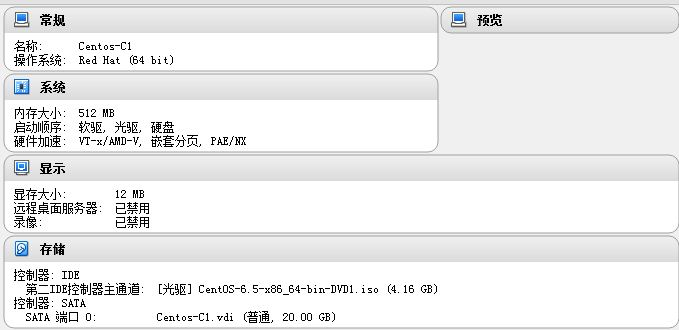 常规
预览
名称: Centos-C1
操作系统: Red Hat (64 bit)
系统
内存大小: 512 MB
启动顺序: 软驱, 光驱, 硬盘
硬件加速: VT-x/AMD-V, 嵌套分页, PAE/NX
显示
显存大小: 12 MB
远程桌面服务器: 已禁用
录像: 已禁用
存储
控制器: IDE
第二IDE控制器主通道: [光驱] CentOS-6.5-x86_64-bin-DVD1.iso (4.16 GB)
控制器: SATA
SATA 端口 0: Centos-C1.vdi (普通, 20.00 GB)